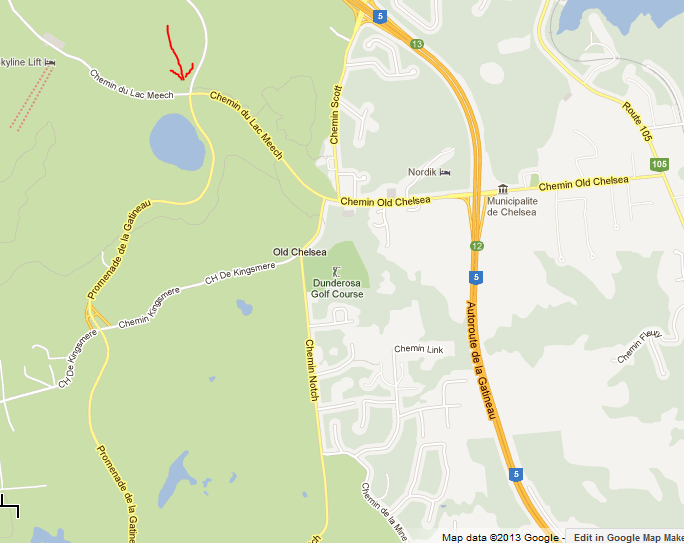 5
13
Skyline Lift
Chemin du Lac Meech
Chemin du Lac Meech
Chemin Scott
Route 105
105
Nordik
Chemin Old Chelsea
Chemin Old Chelsea
Municipalite
de Chelsea
Promenade de la Gatineau
12
Old Chelsea
CH De Kingsmere
5
Dunderosa
Golf Course
Chemin Kingsmere
Autoroute de la Gatineau
CH De Kingsmere
Chemin Notch
Chemin Link
Chemin Fleury
Promenade de la Gatineau
5
Chemin de la Mine
Map data ©2013 Google -
Edit in Google Map Make